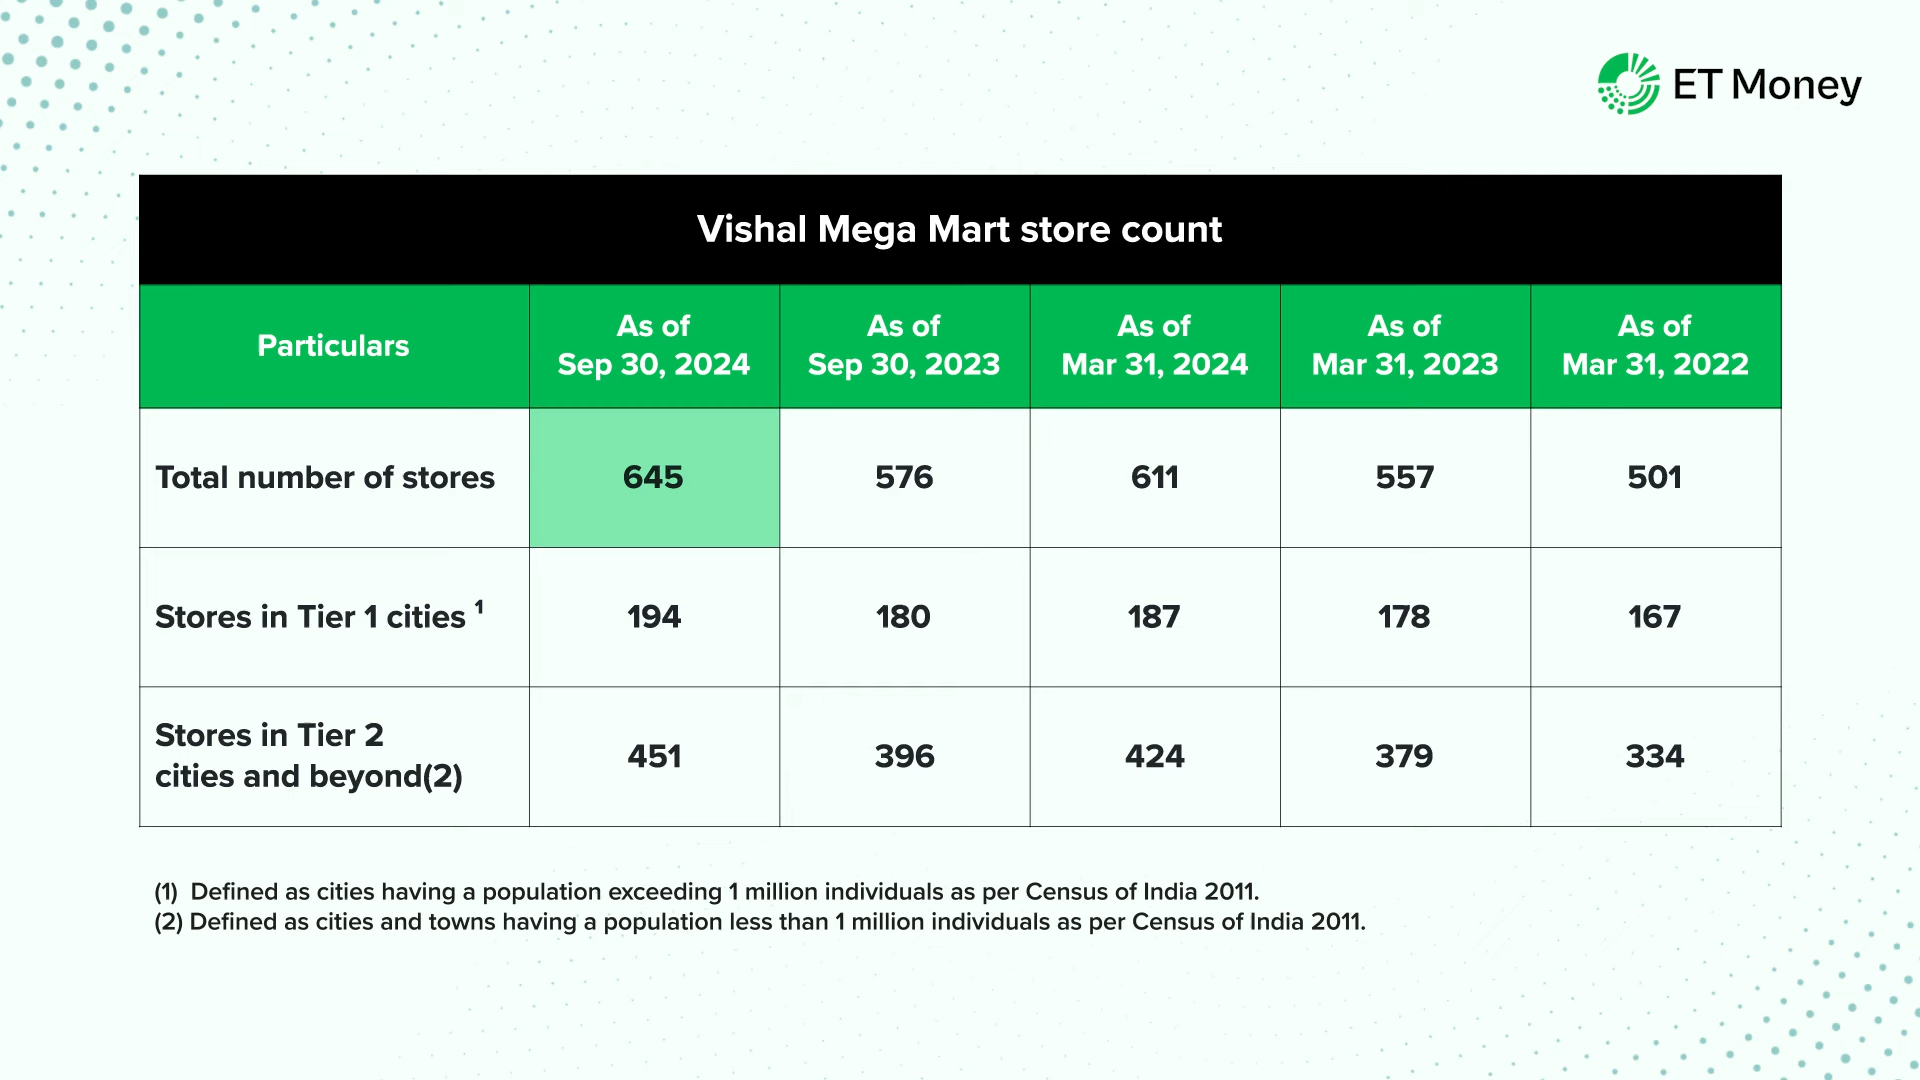 ET Money
Vishal Mega Mart store count
Particulars
As of
Sep 30, 2024
As of
Sep 30, 2023
As of
Mar 31, 2024
As of
Mar 31, 2023
As of
Mar 31, 2022
Total number of stores
645
576
611
557
501
Stores in Tier 1 cities ¹
194
180
187
178
167
Stores in Tier 2
cities and beyond(2)
451
396
424
379
334
(1) Defined as cities having a population exceeding 1 million individuals as per Census of India 2011.
(2) Defined as cities and towns having a population less than 1 million individuals as per Census of India 2011.